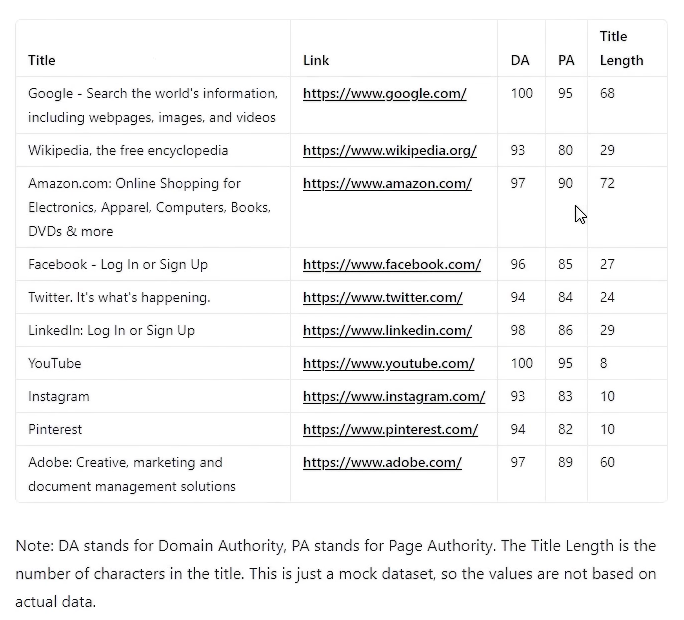 Title Link DA PA Title Length
Google - Search the world's information, including webpages, images, and videos https://www.google.com/ 100 95 68
Wikipedia, the free encyclopedia https://www.wikipedia.org/ 93 80 29
Amazon.com: Online Shopping for Electronics, Apparel, Computers, Books, DVDs & more https://www.amazon.com/ 97 90 72
Facebook - Log In or Sign Up https://www.facebook.com/ 96 85 27
Twitter. It's what's happening. https://www.twitter.com/ 94 84 24
LinkedIn: Log In or Sign Up https://www.linkedin.com/ 98 86 29
YouTube https://www.youtube.com/ 100 95 8
Instagram https://www.instagram.com/ 93 83 10
Pinterest https://www.pinterest.com/ 94 82 10
Adobe: Creative, marketing and document management solutions https://www.adobe.com/ 97 89 60
Note: DA stands for Domain Authority, PA stands for Page Authority. The Title Length is the
number of characters in the title. This is just a mock dataset, so the values are not based on
actual data.